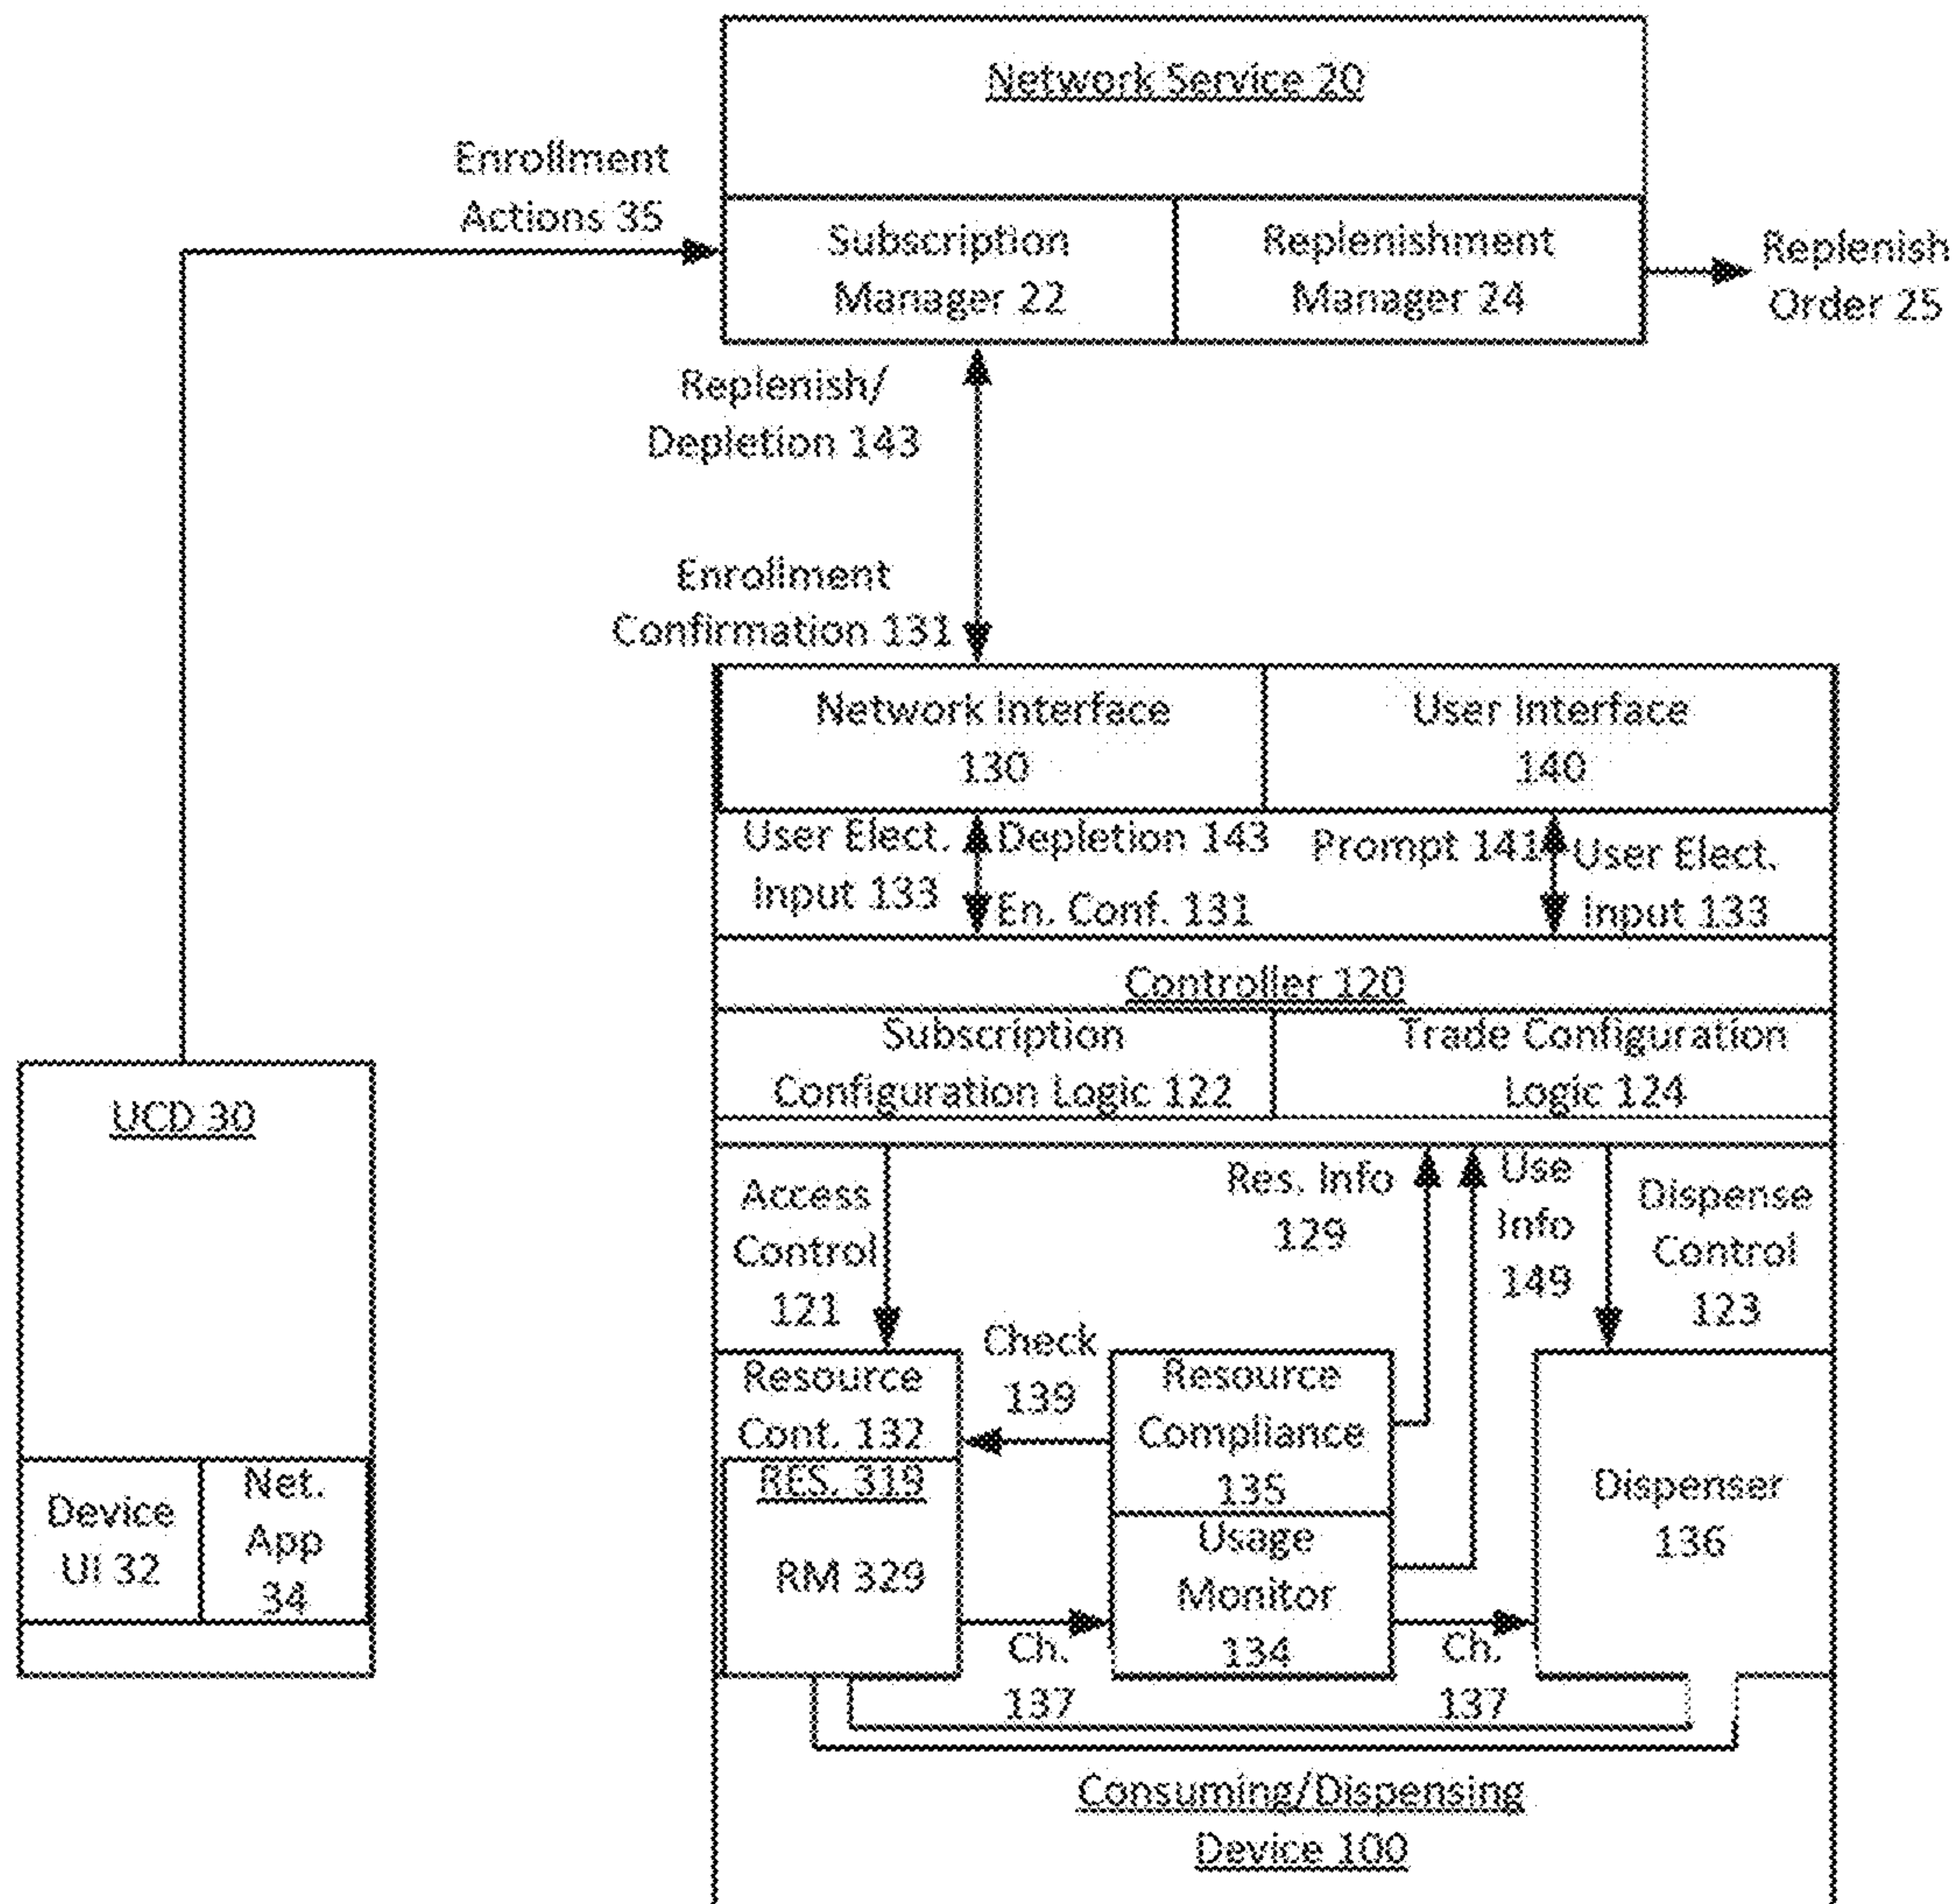 Network Service 20
Enrollment
Actions 35
Subscription
Manager 22
Replenishment
Manager 24
Replenish
Order 25
Replenish/
Depletion 143
Enrollment
Confirmation 131
Network Interface
130
User Interface
140
User Elect.
Input 133
Depletion 143
En. Conf. 131
Prompt 141
User Elect.
Input 133
Controller 120
Subscription
Configuration Logic 122
Trade Configuration
Logic 124
UCD 30
Device
UI 32
Net.
App
34
Access
Control
121
Res. Info
129
Use
Info
149
Dispense
Control
123
Check
139
Resource
Cont. 132
RES. 319
RM 329
Resource
Compliance
135
Usage
Monitor
134
Dispenser
136
Ch.
137
Ch.
137
Consuming/Dispensing
Device 100